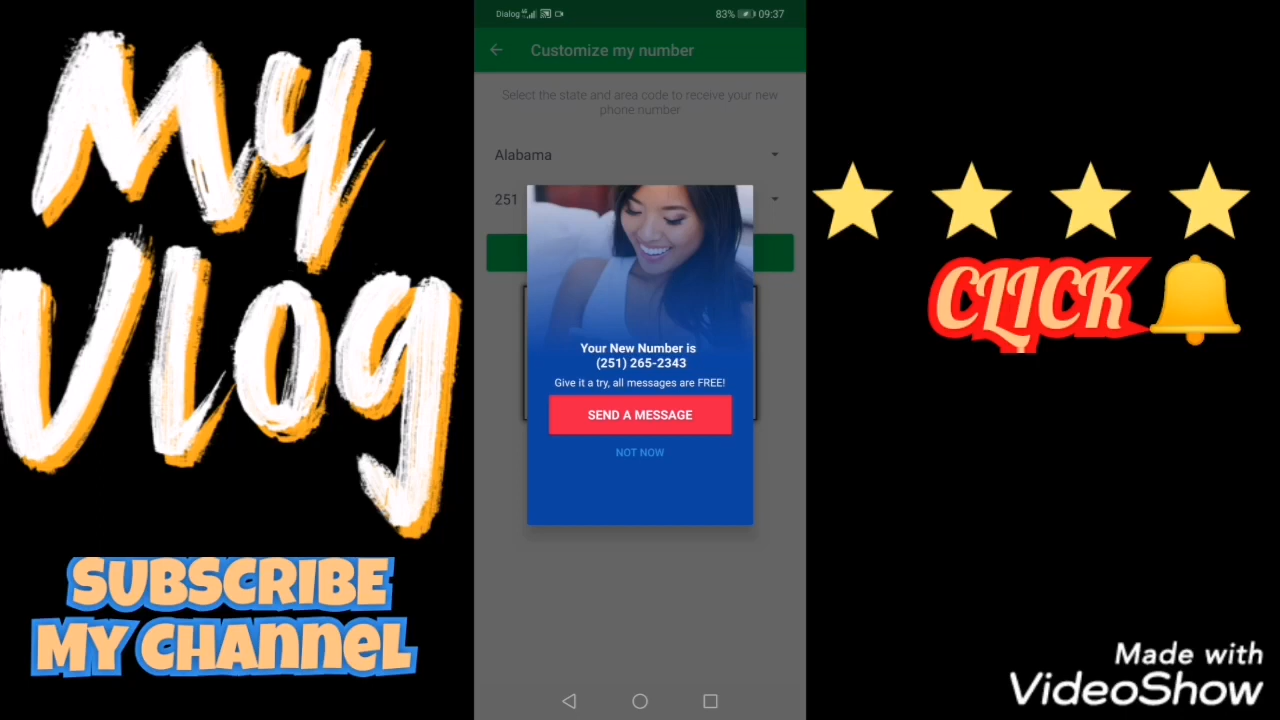 My
Vlog
SUBSCRIBE
MY CHANNEL
Dialog 83% 09:37
Customize my number
Select the state and area code to receive your new
phone number
Alabama
251
Your New Number is
(251) 265-2343
Give it a try, all messages are FREE!
SEND A MESSAGE
NOT NOW
CLICK
Made with
VideoShow